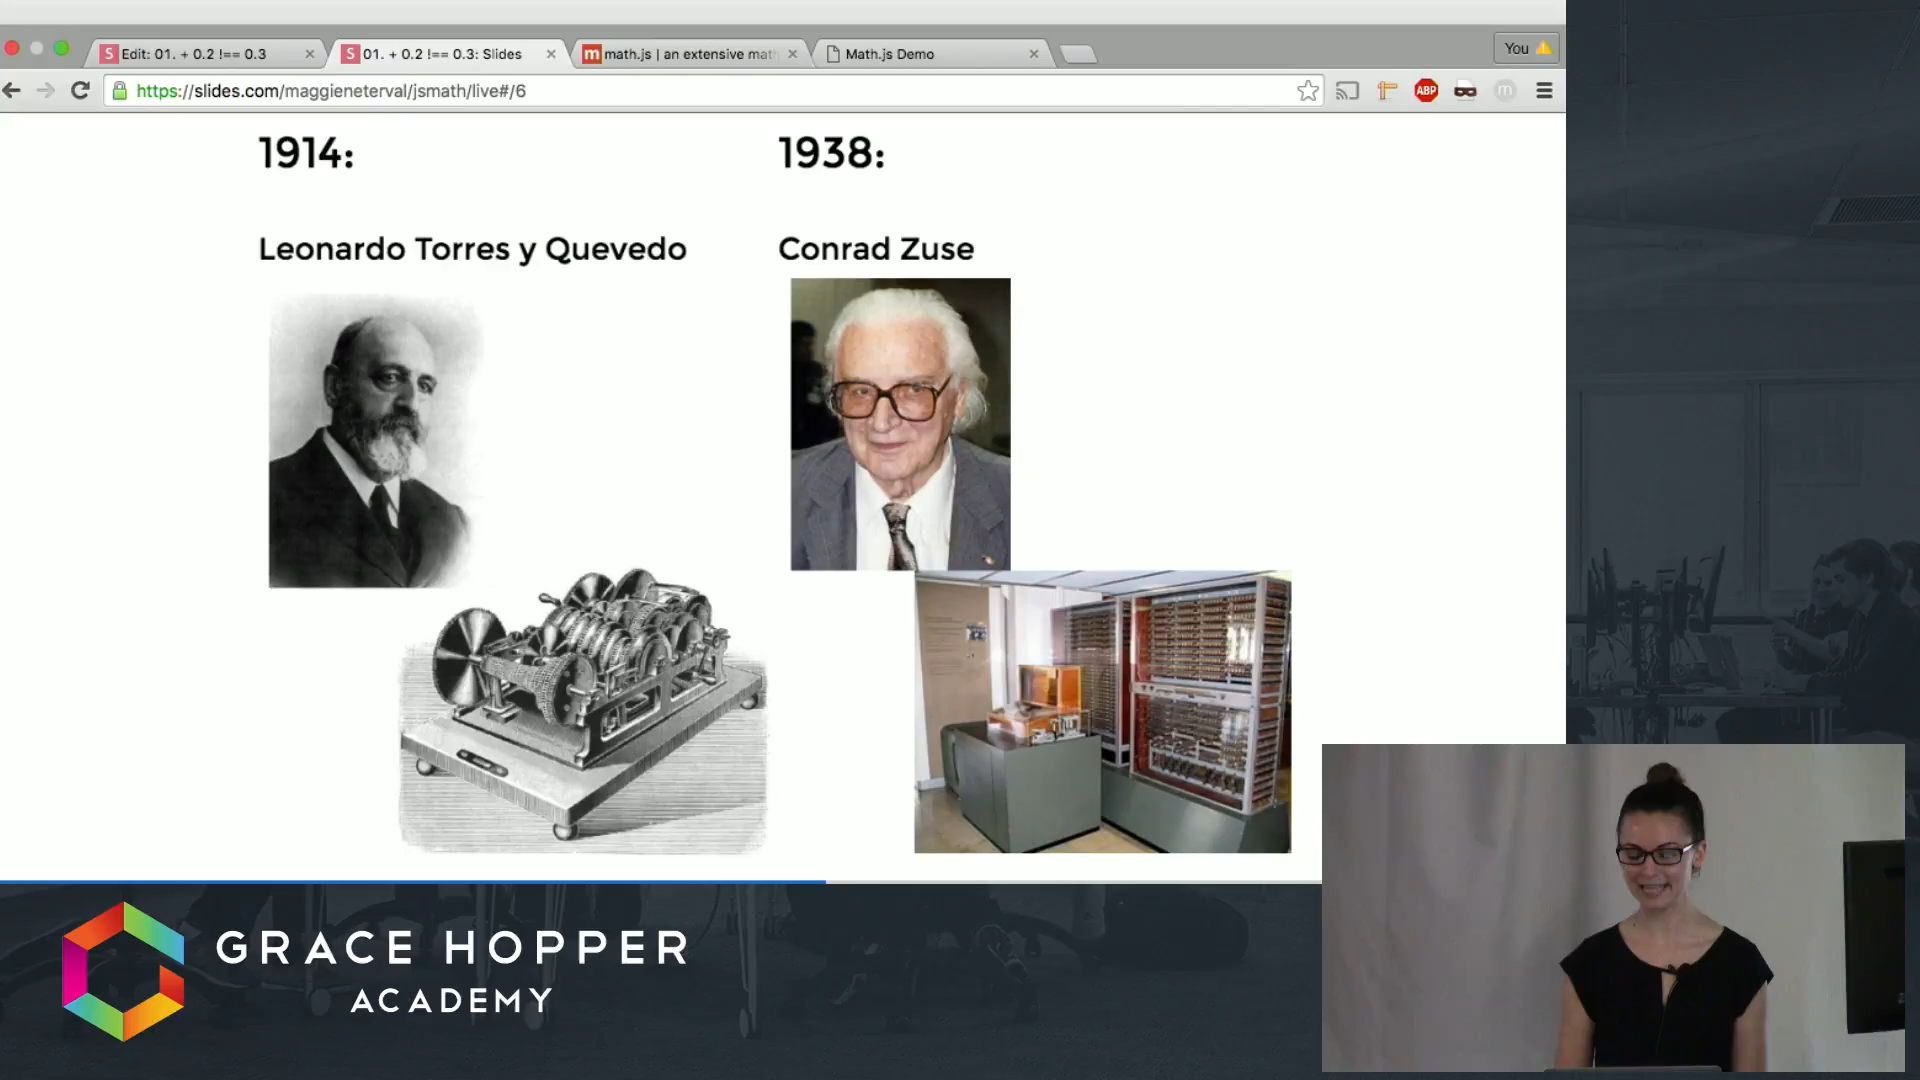 Edit: 01. + 0.2 !== 0.3
01. + 0.2 !== 0.3: Slides
math.js | an extensive mat
Math.js Demo
You
https://slides.com/maggieneterval/jsmath/live#/6
ABP
1914:
1938:
Leonardo Torres y Quevedo
Conrad Zuse
GRACE HOPPER
ACADEMY